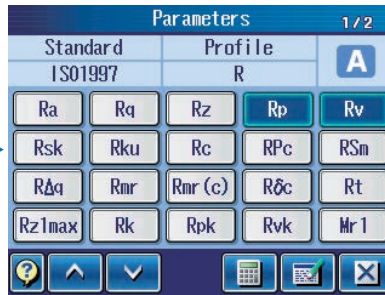 Parameters 1/2
Standard Profile A
ISO1997 R
Ra Rq Rz Rp Rv
Rsk Rku Rc RPc RSm
RΔq Rmr Rmr(c) Rδc Rt
Rz1max Rk Rpk Rvk Mr1
?